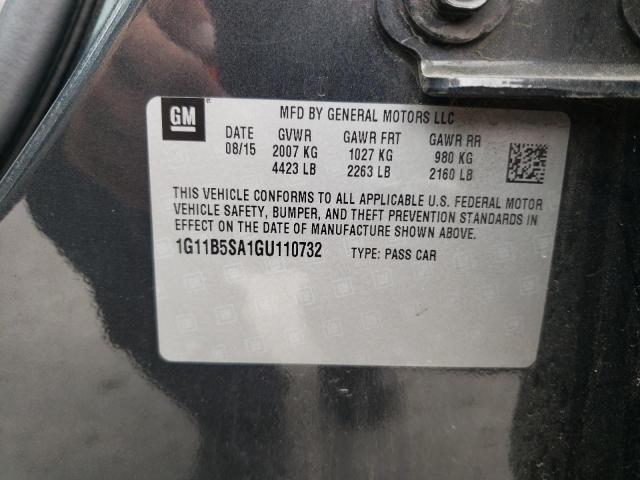 GM
MFD BY GENERAL MOTORS LLC
DATE GVWR GAWR FRT GAWR RR
08/15 2007 KG 1027 KG 980 KG
4423 LB 2263 LB 2160 LB
THIS VEHICLE CONFORMS TO ALL APPLICABLE U.S. FEDERAL MOTOR
VEHICLE SAFETY, BUMPER, AND THEFT PREVENTION STANDARDS IN
EFFECT ON THE DATE OF MANUFACTURE SHOWN ABOVE.
1G11B5SA1GU110732 TYPE: PASS CAR